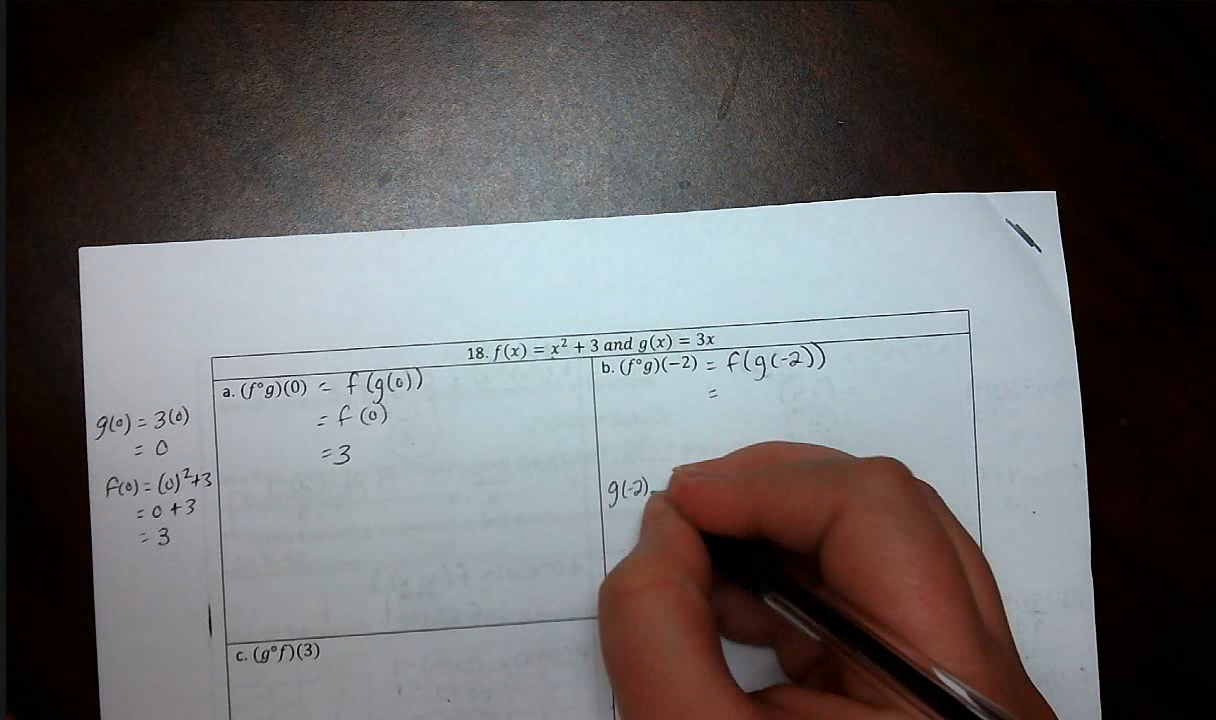 18. f(x) = x² + 3 and g(x) = 3x
a. (f°g)(0) = f(g(0))
= f(0)
= 3
g(0) = 3(0)
= 0
f(0) = (0)²+3
= 0 + 3
= 3
b. (f°g)(−2) = f(g(-2))
=
g(-2)
c. (g°f)(3)